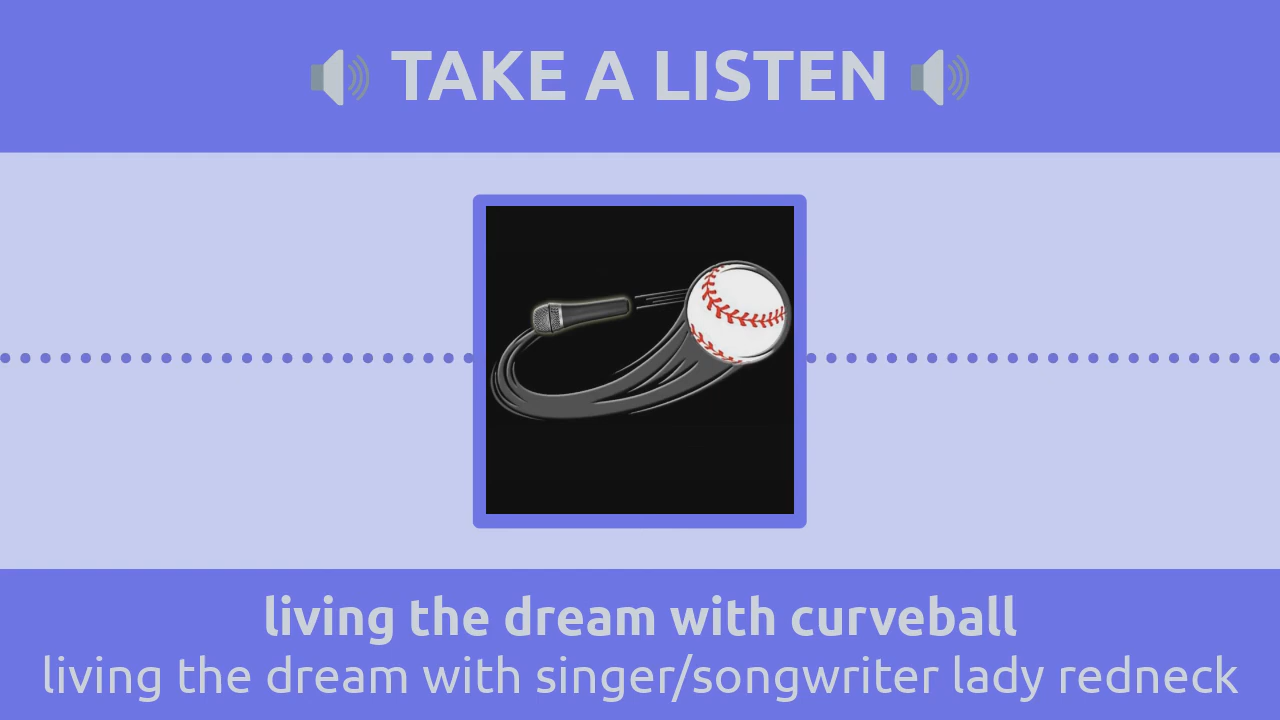 🔊 TAKE A LISTEN 🔊
living the dream with curveball
living the dream with singer/songwriter lady redneck